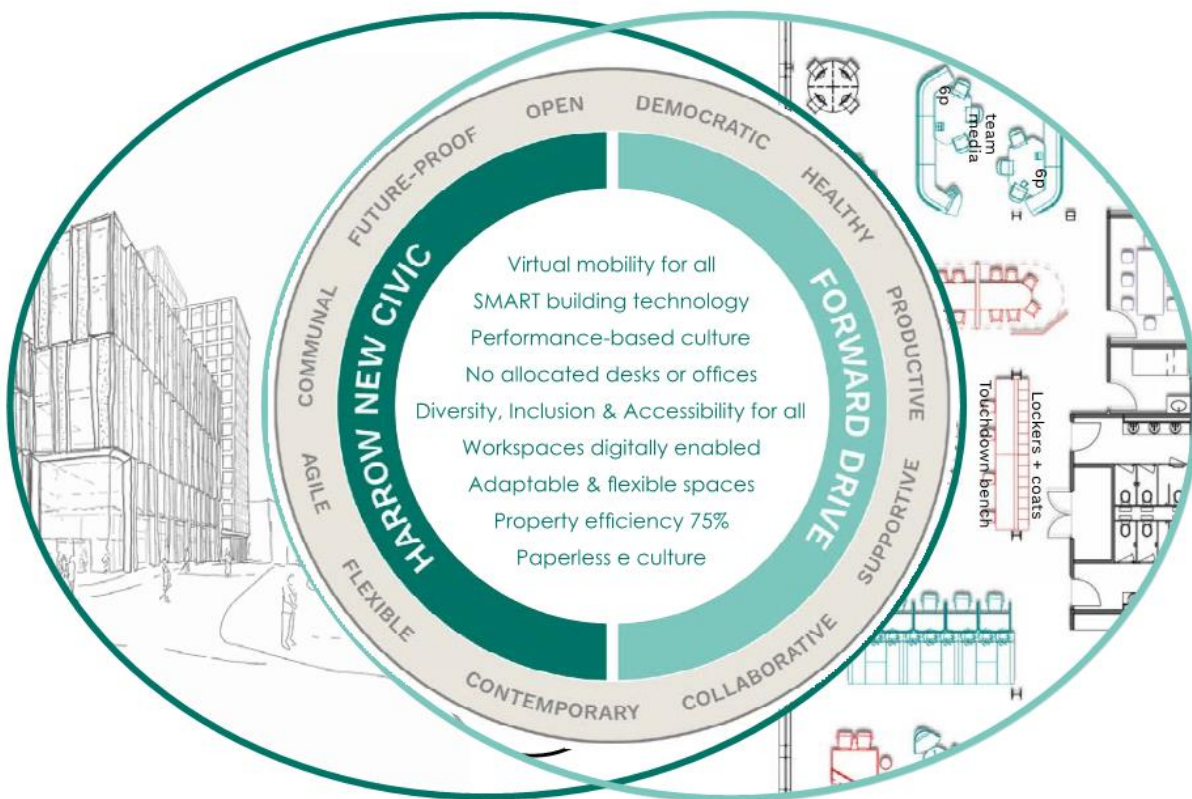 OPEN
DEMOCRATIC
HEALTHY
PRODUCTIVE
SUPPORTIVE
COLLABORATIVE
CONTEMPORARY
FLEXIBLE
AGILE
COMMUNAL
FUTURE-PROOF
HARROW NEW CIVIC
FORWARD DRIVE
Virtual mobility for all
SMART building technology
Performance-based culture
No allocated desks or offices
Diversity, Inclusion & Accessibility for all
Workspaces digitally enabled
Adaptable & flexible spaces
Property efficiency 75%
Paperless e culture
6p
team
media
6p
Lockers + coats
Touchdown bench